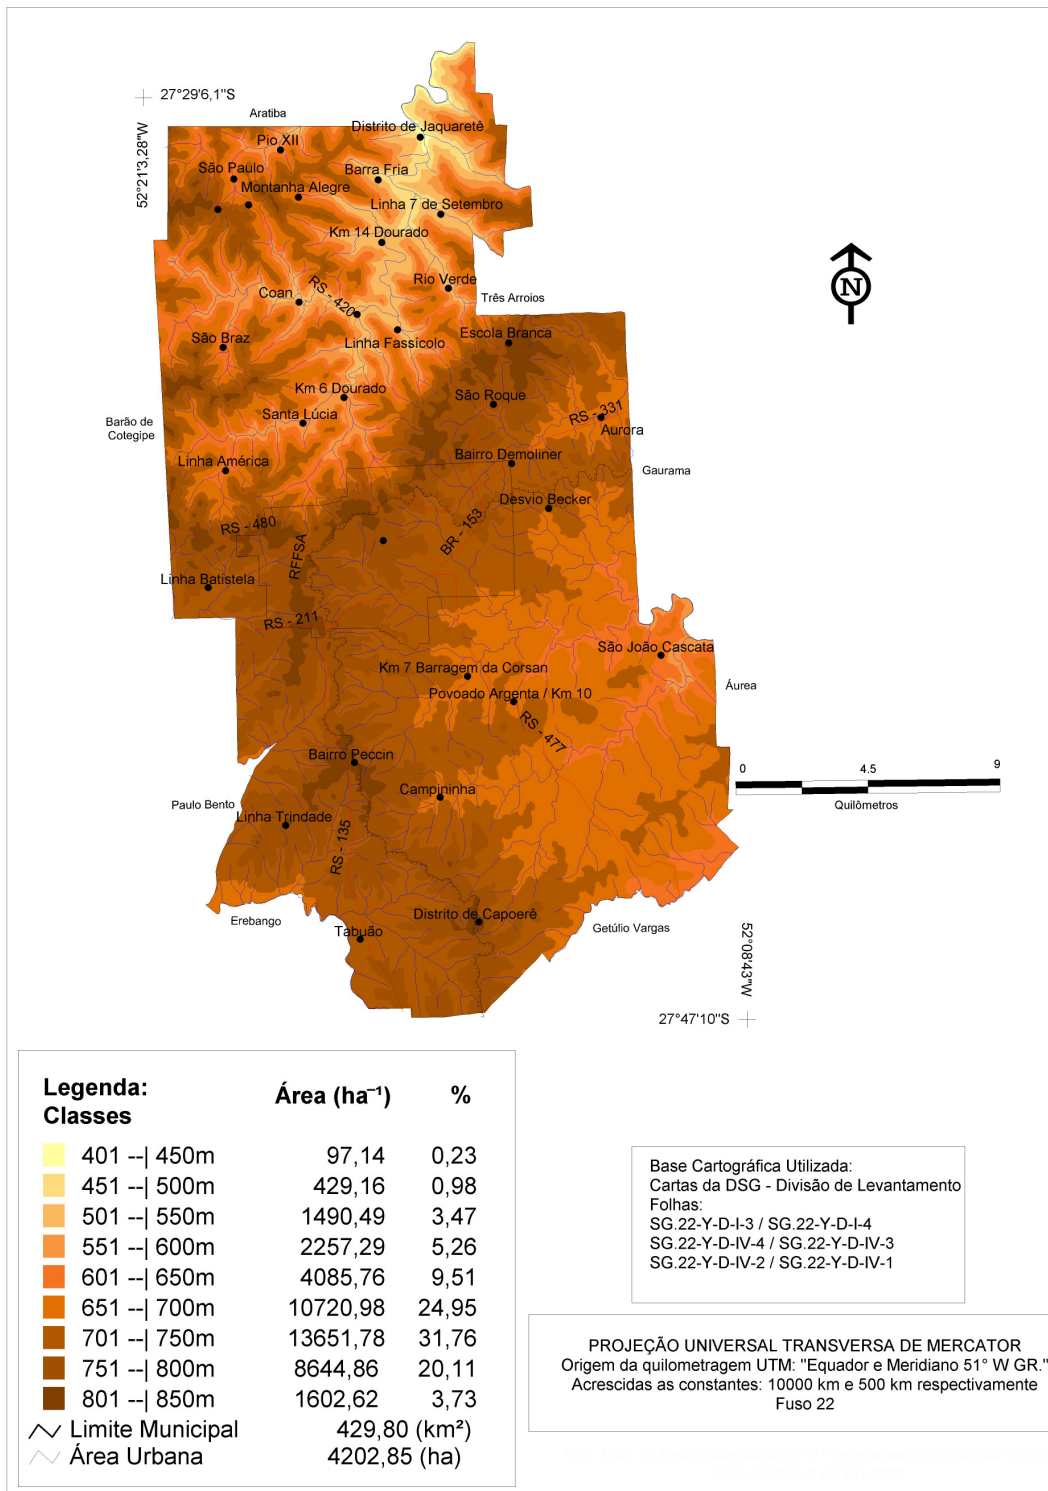 27°29'6,1"S
52°21'3,28"W
Aratiba
Distrito de Jaquaretê
Pio XII
São Paulo
Barra Fria
Montanha Alegre
Linha 7 de Setembro
Km 14 Dourado
Rio Verde
Coan
RS - 420
Três Arroios
São Braz
Linha Fassícolo
Escola Branca
Km 6 Dourado
São Roque
Santa Lúcia
RS - 331
Aurora
Barão de
Cotegipe
Linha América
Bairro Demoliner
Gaurama
Desvio Becker
RS - 480
BR - 153
RFFSA
Linha Batistela
RS - 211
São João Cascata
Km 7 Barragem da Corsan
Áurea
Povoado Argenta / Km 10
RS - 477
Bairro Peccin
0 4.5 9
Quilômetros
Campininha
Paulo Bento
Linha Trindade
RS - 135
Distrito de Capoerê
Erebango
Tabuão
Getúlio Vargas
52°08'43"W
27°47'10"S
Legenda:
Classes
Área (ha⁻¹) %
401 --| 450m 97,14 0,23
451 --| 500m 429,16 0,98
501 --| 550m 1490,49 3,47
551 --| 600m 2257,29 5,26
601 --| 650m 4085,76 9,51
651 --| 700m 10720,98 24,95
701 --| 750m 13651,78 31,76
751 --| 800m 8644,86 20,11
801 --| 850m 1602,62 3,73
Limite Municipal 429,80 (km²)
Área Urbana 4202,85 (ha)
Base Cartográfica Utilizada:
Cartas da DSG - Divisão de Levantamento
Folhas:
SG.22-Y-D-I-3 / SG.22-Y-D-I-4
SG.22-Y-D-IV-4 / SG.22-Y-D-IV-3
SG.22-Y-D-IV-2 / SG.22-Y-D-IV-1
PROJEÇÃO UNIVERSAL TRANSVERSA DE MERCATOR
Origem da quilometragem UTM: "Equador e Meridiano 51° W GR."
Acrescidas as constantes: 10000 km e 500 km respectivamente
Fuso 22
N